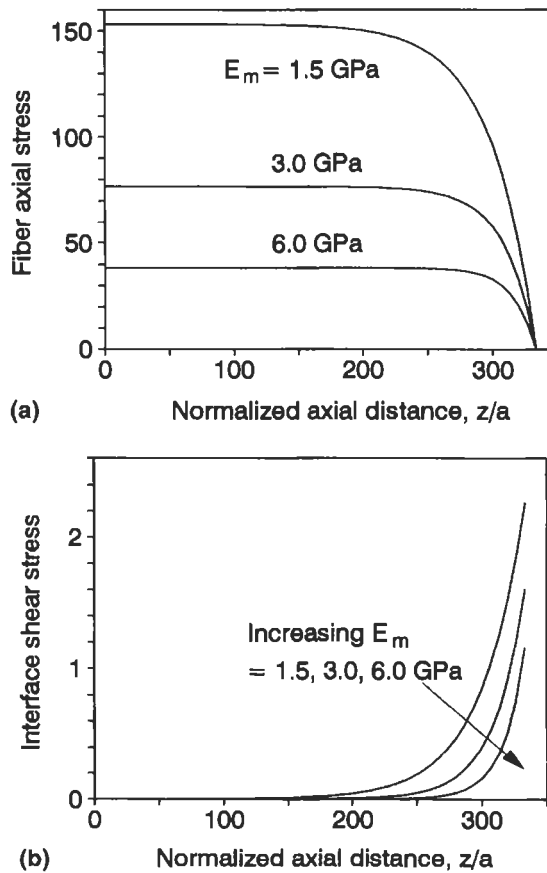 150
E_m = 1.5 GPa
100
3.0 GPa
50
6.0 GPa
0
0 100 200 300
Fiber axial stress
(a) Normalized axial distance, z/a
2
1
Increasing E_m
= 1.5, 3.0, 6.0 GPa
0
0 100 200 300
Interface shear stress
(b) Normalized axial distance, z/a